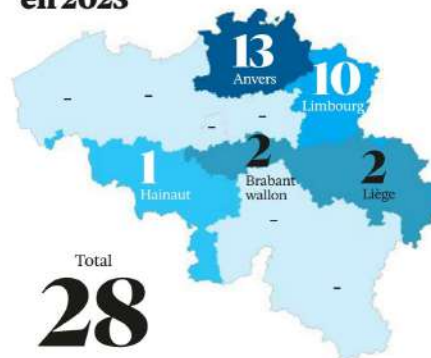 en 2023
13
Anvers
10
Limbourg
-
-
-
-
1
Hainaut
2
Brabant
wallon
2
Liège
-
-
Total
28